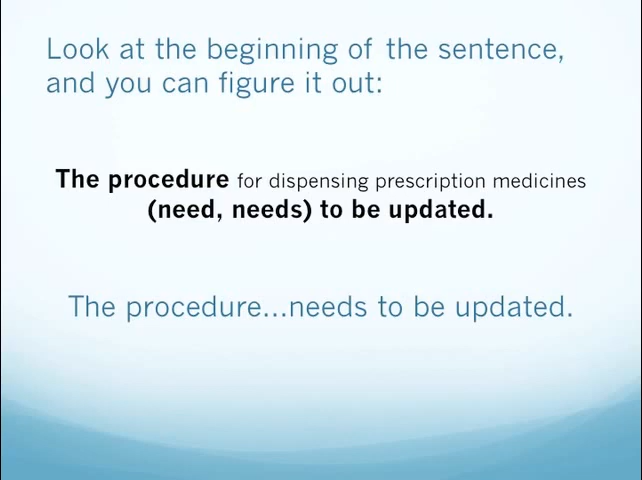 Look at the beginning of the sentence,
and you can figure it out:
The procedure for dispensing prescription medicines
(need, needs) to be updated.
The procedure...needs to be updated.